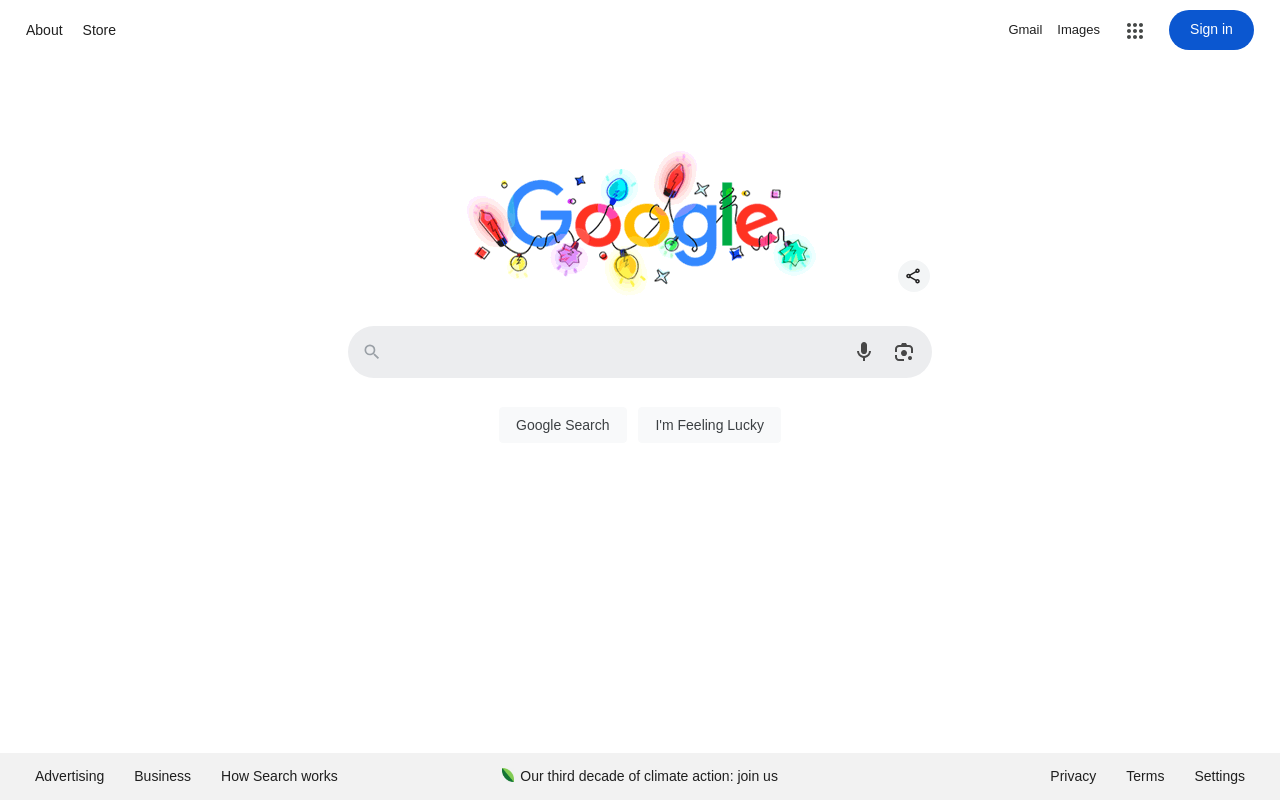 About Store
Gmail Images Sign in
Google
Google Search I'm Feeling Lucky
Advertising Business How Search works
Our third decade of climate action: join us
Privacy Terms Settings